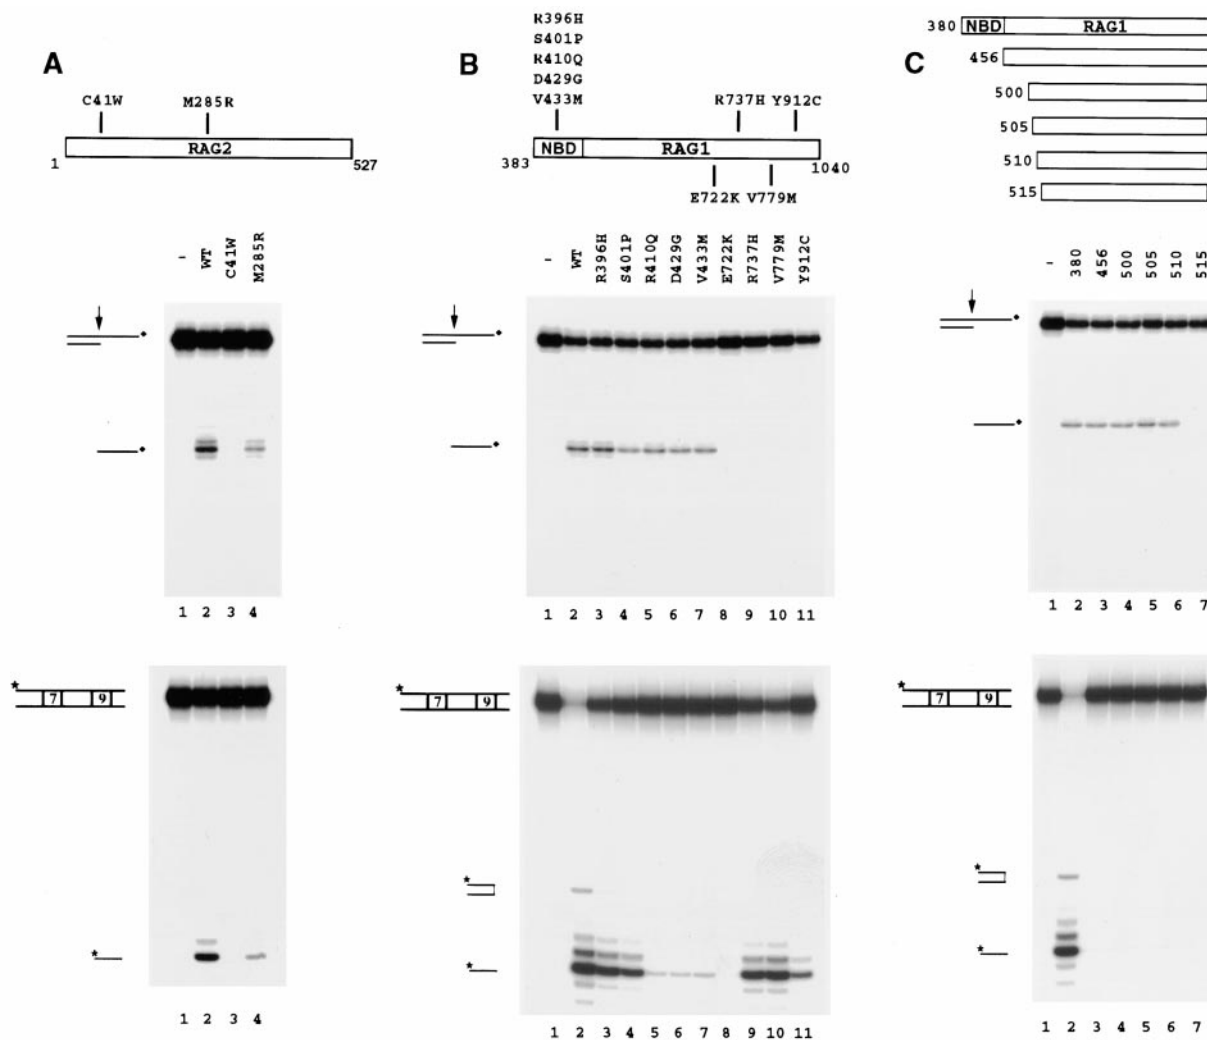 A
C41W M285R
RAG2
1 527
- WT C41W M285R
1 2 3 4
* 7 9
*
1 2 3 4
B
R396H
S401P
R410Q
D429G
V433M
R737H Y912C
NBD RAG1
383 1040
E722K V779M
- WT R396H S401P R410Q D429G V433M E722K R737H V779M Y912C
1 2 3 4 5 6 7 8 9 10 11
* 7 9
*
*
1 2 3 4 5 6 7 8 9 10 11
C
380 NBD RAG1
456
500
505
510
515
- 380 456 500 505 510 515
1 2 3 4 5 6 7
* 7 9
*
*
1 2 3 4 5 6 7